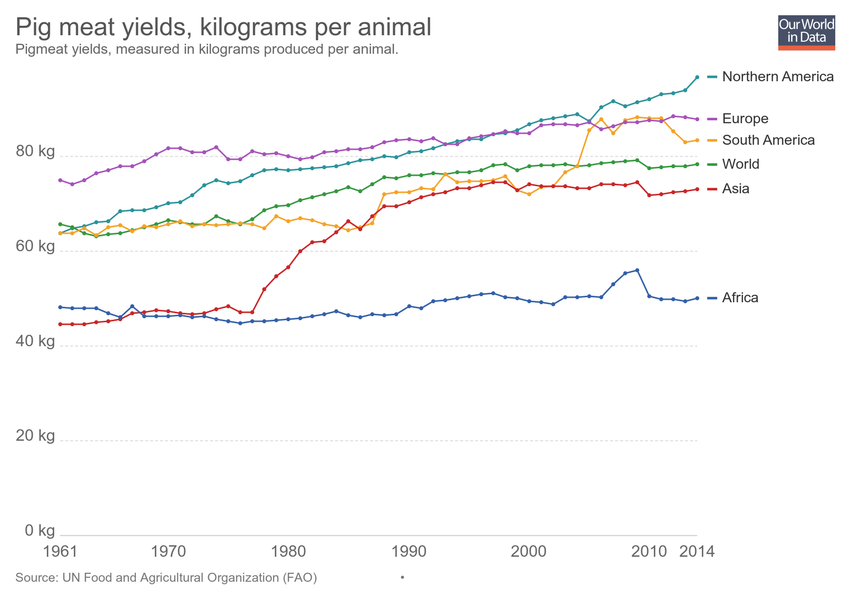 Pig meat yields, kilograms per animal
Pigmeat yields, measured in kilograms produced per animal.
Our World
in Data
Northern America
Europe
South America
World
Asia
Africa
80 kg
60 kg
40 kg
20 kg
0 kg
1961 1970 1980 1990 2000 2010 2014
Source: UN Food and Agricultural Organization (FAO) •